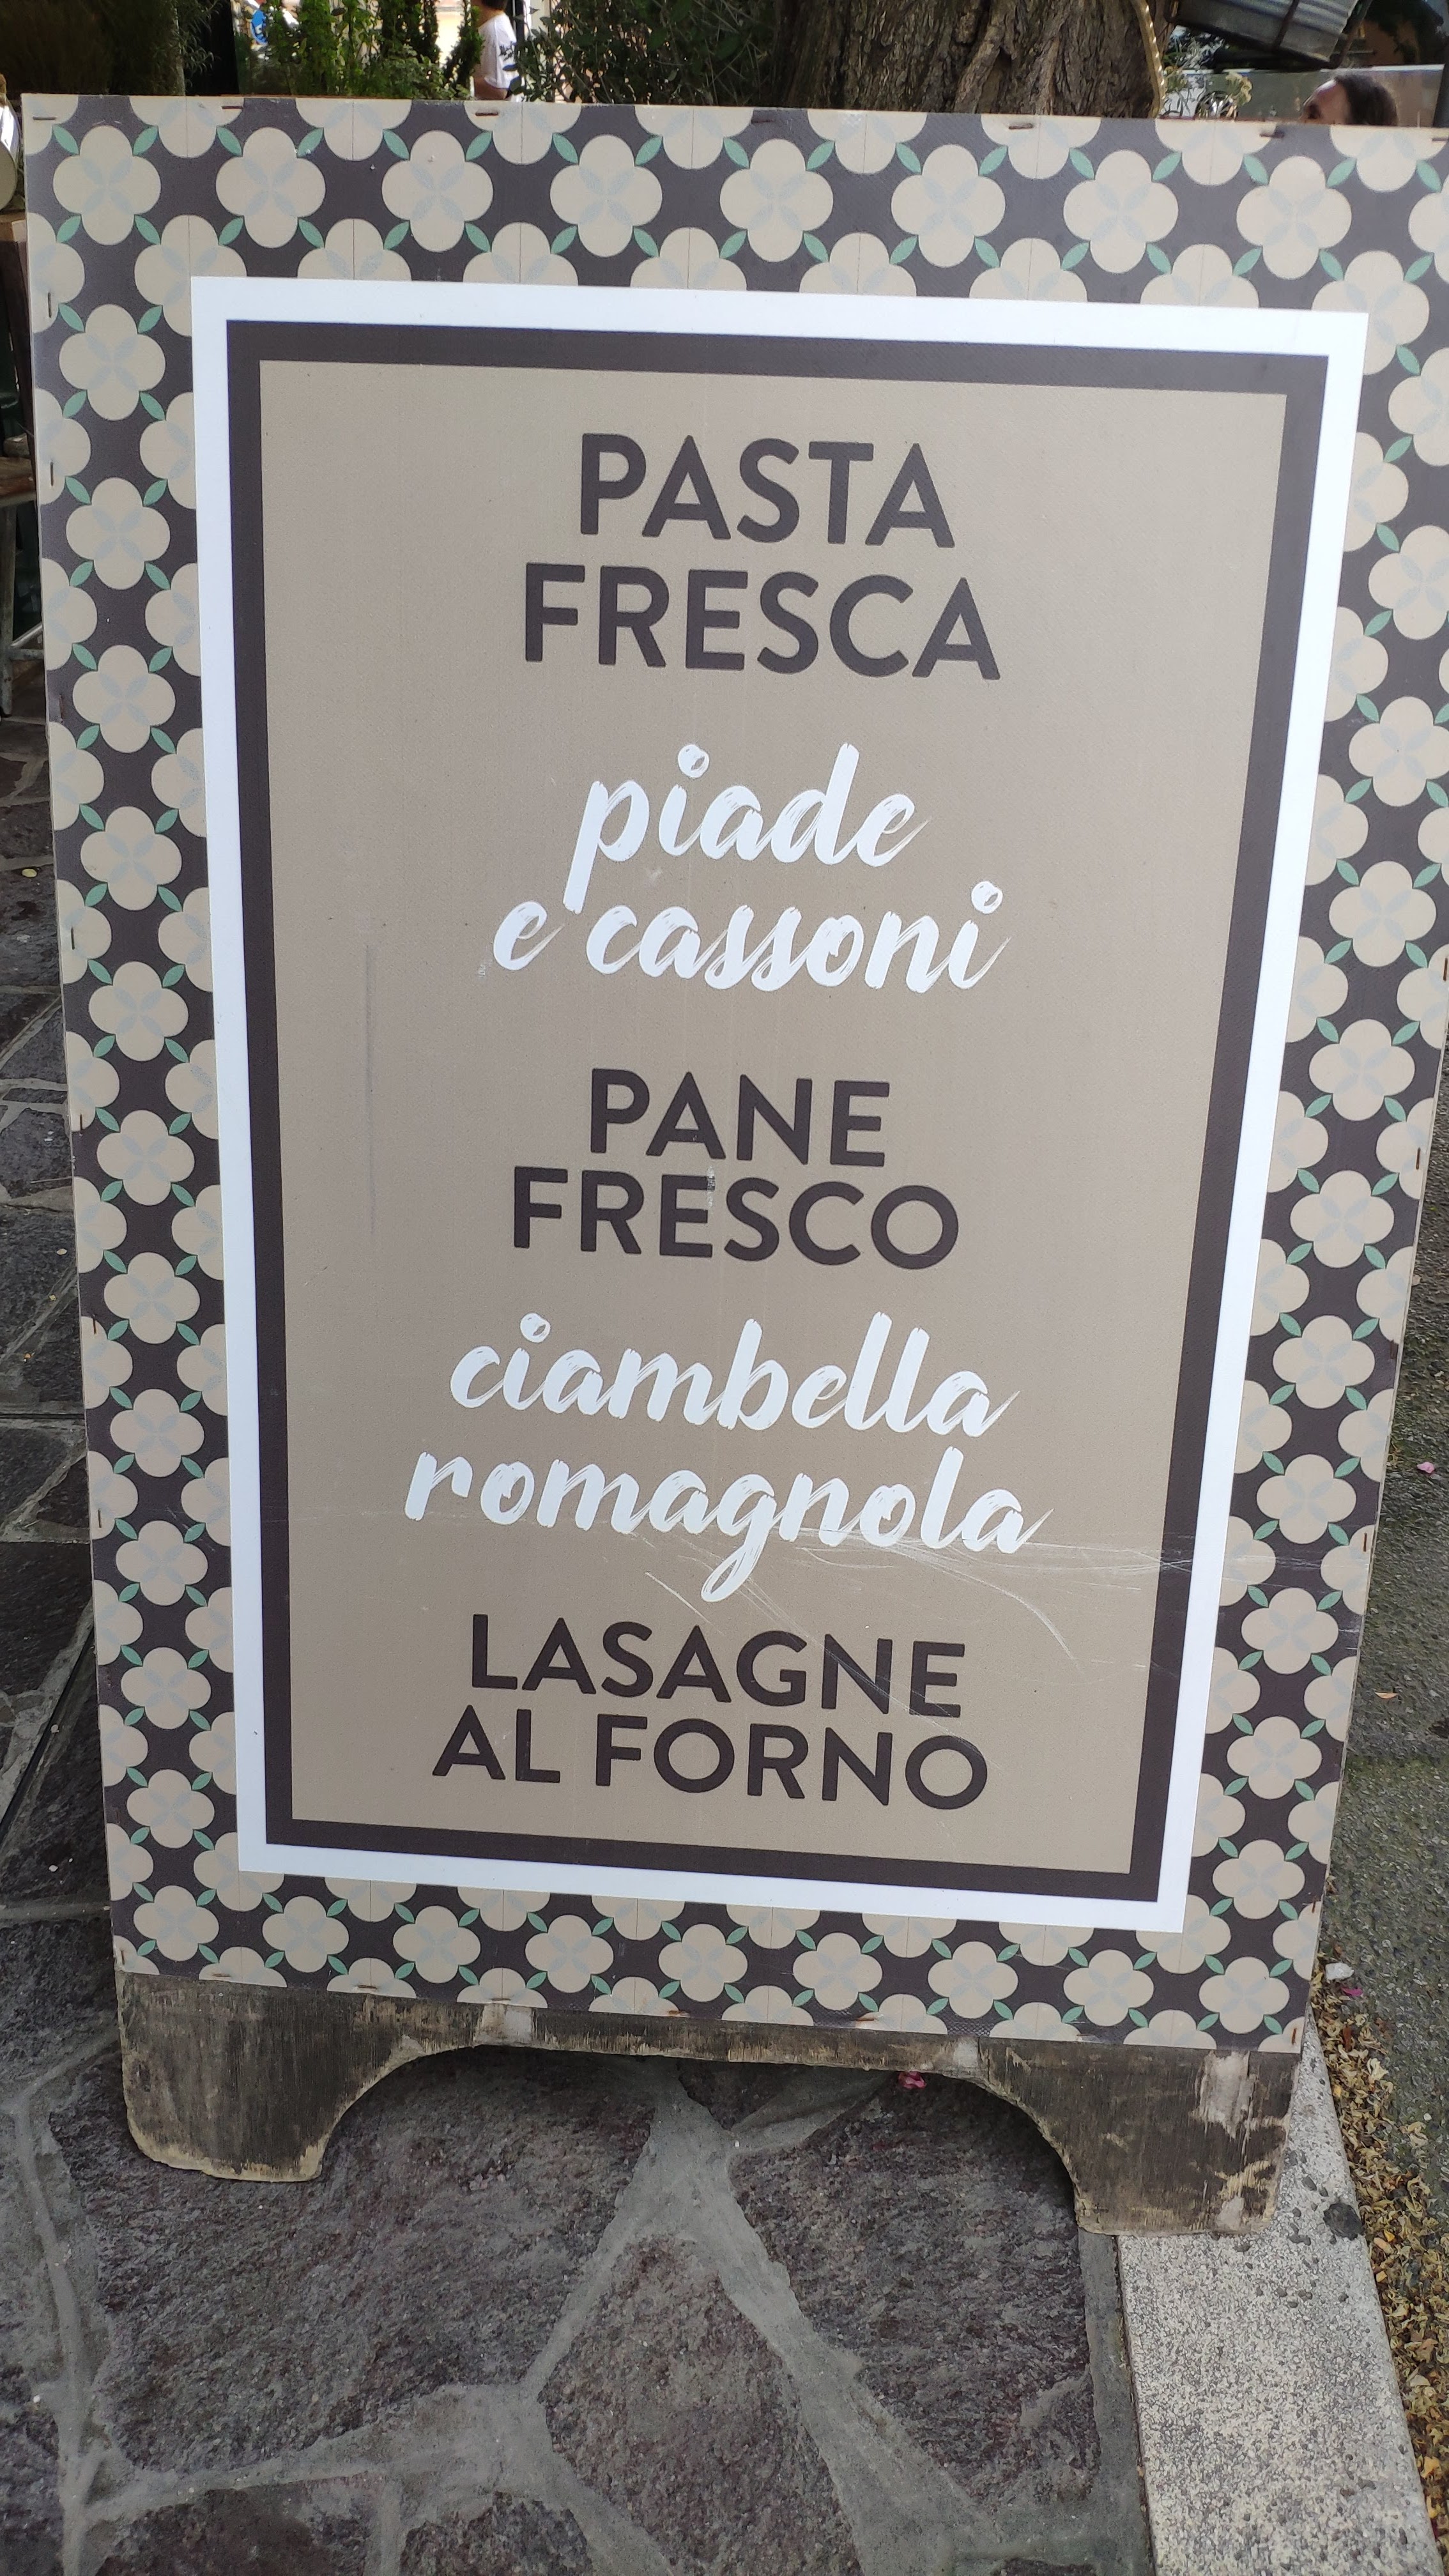 PASTA
FRESCA
piade
e cassoni
PANE
FRESCO
ciambella
romagnola
LASAGNE
AL FORNO